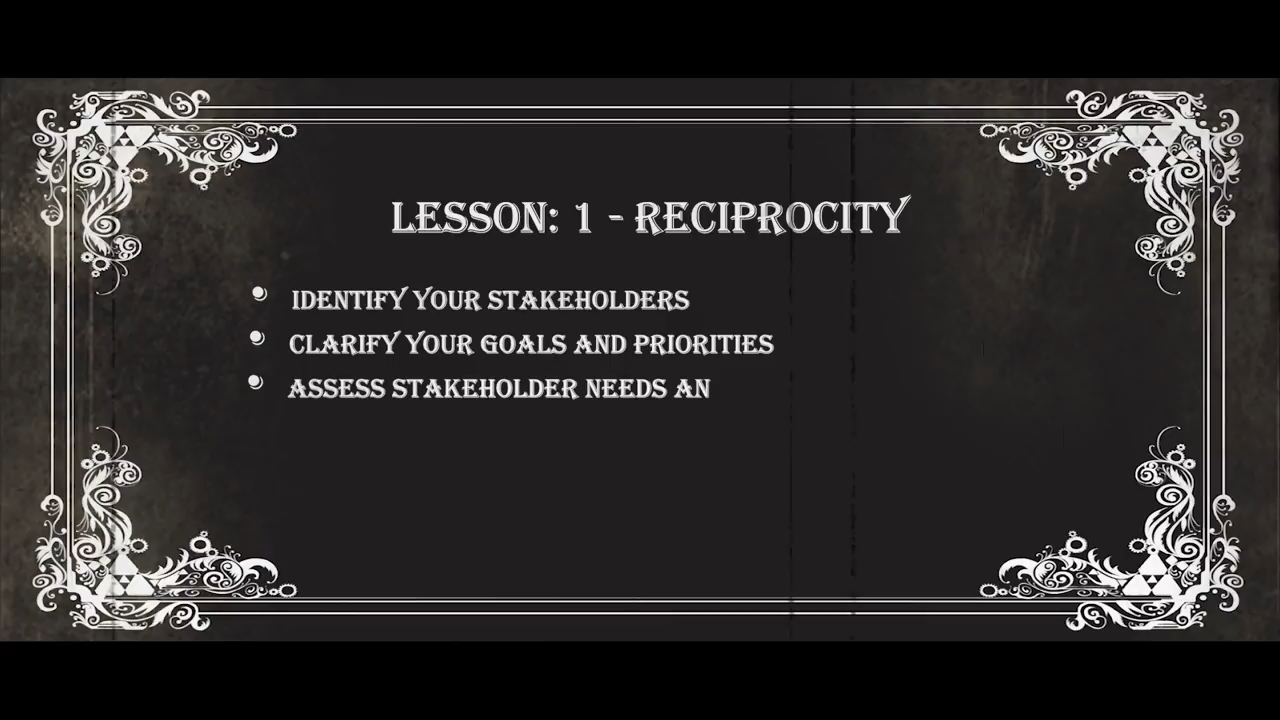 LESSON: 1 - RECIPROCITY
• IDENTIFY YOUR STAKEHOLDERS
• CLARIFY YOUR GOALS AND PRIORITIES
• ASSESS STAKEHOLDER NEEDS AN